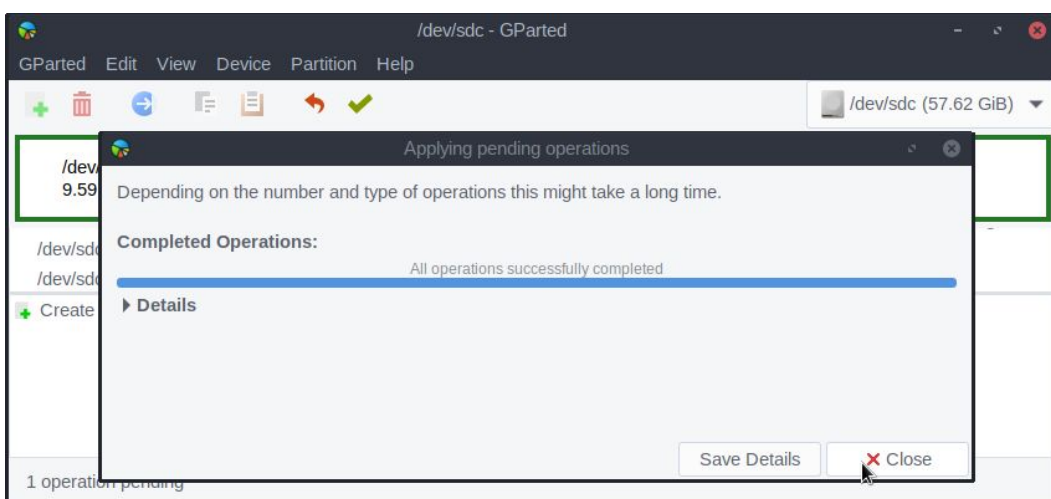 /dev/sdc - GParted
GParted Edit View Device Partition Help
/dev/sdc (57.62 GiB)
Applying pending operations
/dev/
9.59
Depending on the number and type of operations this might take a long time.
/dev/sdc
Completed Operations:
All operations successfully completed
/dev/sdc
Create
Details
Save Details
Close
1 operation pending